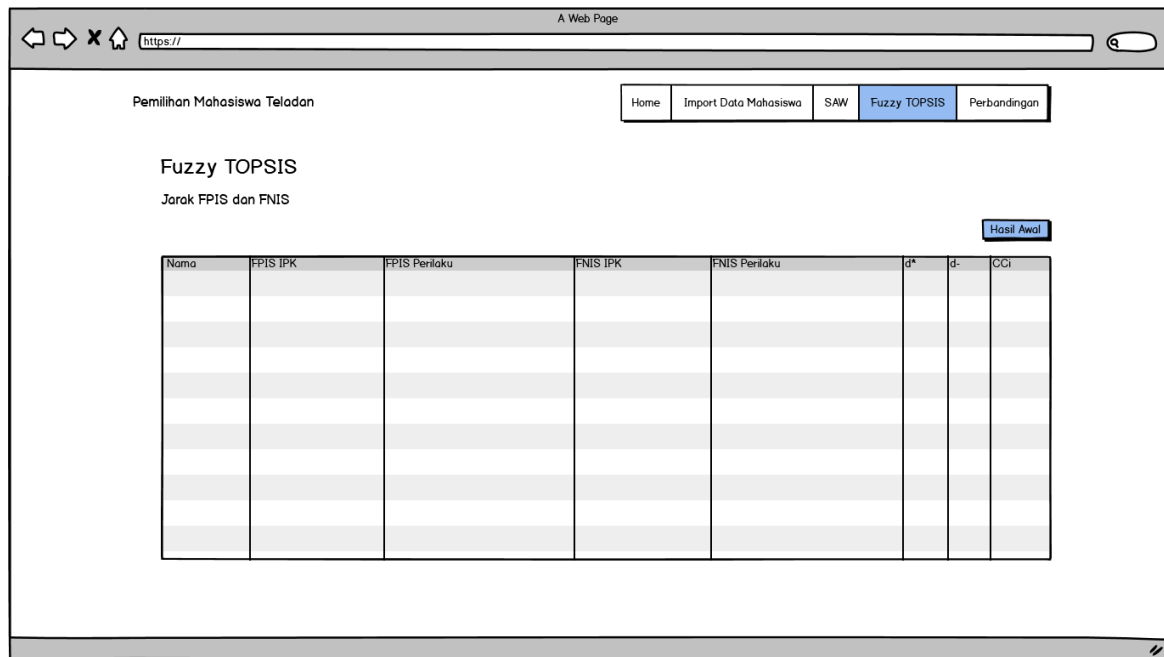 A Web Page
https://
Pemilihan Mahasiswa Teladan
Home Import Data Mahasiswa SAW Fuzzy TOPSIS Perbandingan
Fuzzy TOPSIS
Jarak FPIS dan FNIS
Hasil Awal
Nama FPIS IPK FPIS Perilaku FNIS IPK FNIS Perilaku d* d- CCi